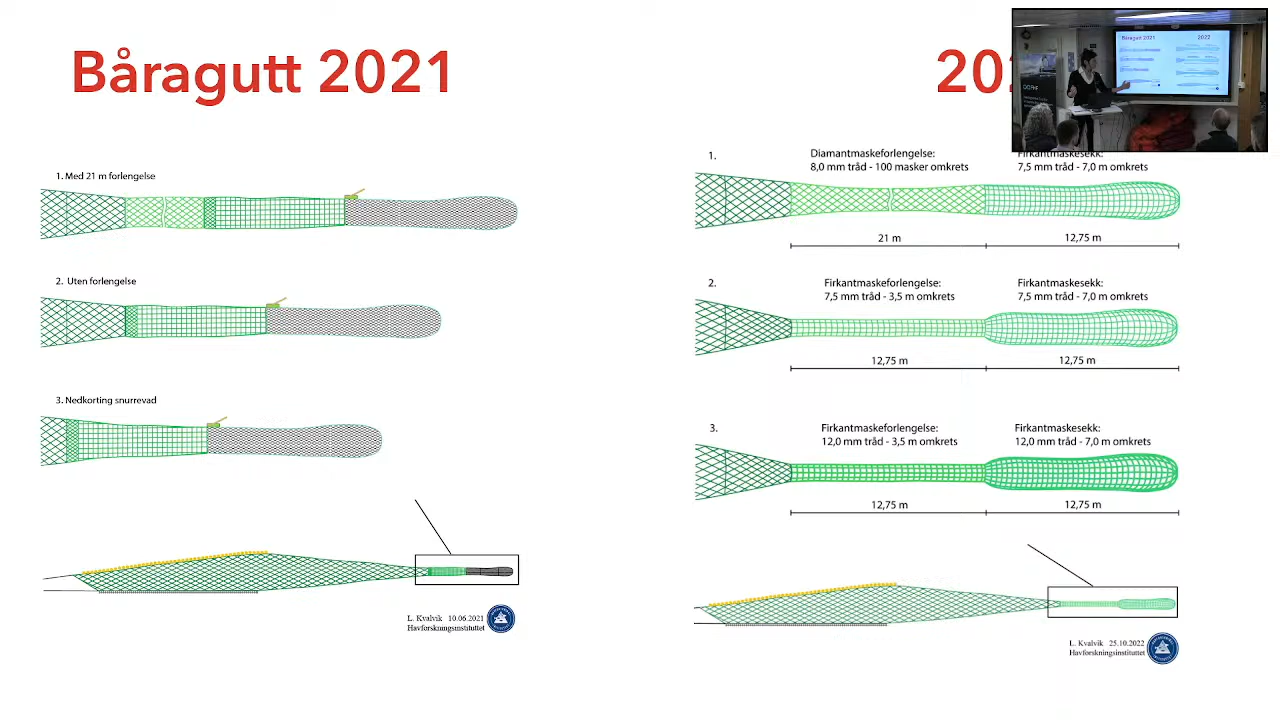 Båragutt 2021
1. Med 21 m forlengelse
2. Uten forlengelse
3. Nedkorting snurrevad
L. Kvalvik 10.06.2021
Havforskningsinstituttet
Båragutt 2021
2022
1.
Diamantmaskeforlengelse:
8,0 mm tråd - 100 masker omkrets
Firkantmaskesekk:
7,5 mm tråd - 7,0 m omkrets
21 m
12,75 m
2.
Firkantmaskeforlengelse:
7,5 mm tråd - 3,5 m omkrets
Firkantmaskesekk:
7,5 mm tråd - 7,0 m omkrets
12,75 m
12,75 m
3.
Firkantmaskeforlengelse:
12,0 mm tråd - 3,5 m omkrets
Firkantmaskesekk:
12,0 mm tråd - 7,0 m omkrets
12,75 m
12,75 m
L. Kvalvik 25.10.2022
Havforskningsinstituttet